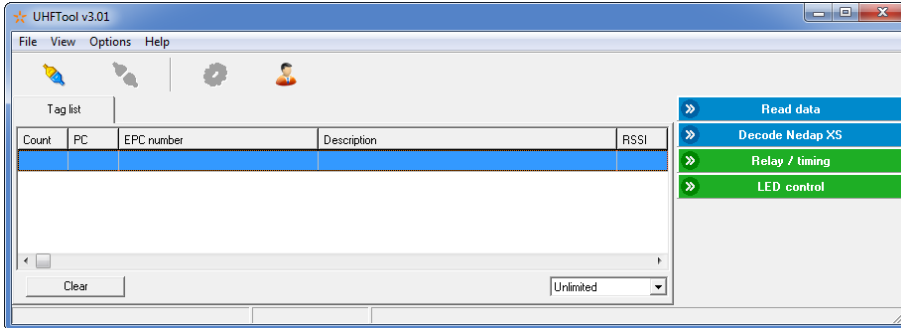 UHFTool v3.01
File View Options Help
Tag list
Count PC EPC number Description RSSI
Clear
Unlimited
Read data
Decode Nedap XS
Relay / timing
LED control